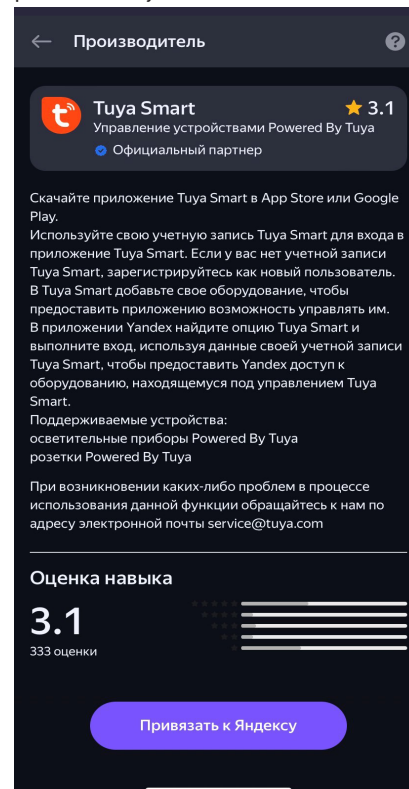 ← Производитель ?
Tuya Smart ★ 3.1
Управление устройствами Powered By Tuya
Официальный партнер
Скачайте приложение Tuya Smart в App Store или Google
Play.
Используйте свою учетную запись Tuya Smart для входа в
приложение Tuya Smart. Если у вас нет учетной записи
Tuya Smart, зарегистрируйтесь как новый пользователь.
В Tuya Smart добавьте свое оборудование, чтобы
предоставить приложению возможность управлять им.
В приложении Yandex найдите опцию Tuya Smart и
выполните вход, используя данные своей учетной записи
Tuya Smart, чтобы предоставить Yandex доступ к
оборудованию, находящемуся под управлением Tuya
Smart.
Поддерживаемые устройства:
осветительные приборы Powered By Tuya
розетки Powered By Tuya
При возникновении каких-либо проблем в процессе
использования данной функции обращайтесь к нам по
адресу электронной почты service@tuya.com
Оценка навыка
3.1
333 оценки
Привязать к Яндексу